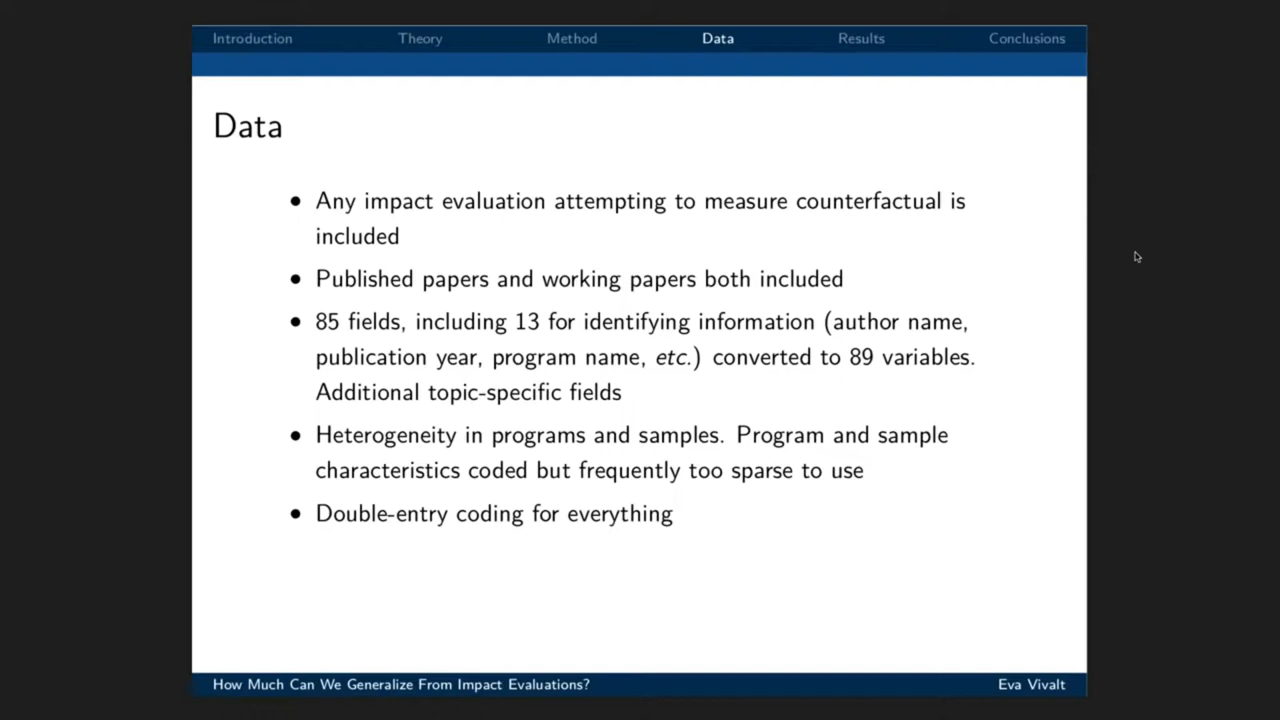 Introduction Theory Method Data Results Conclusions
Data
• Any impact evaluation attempting to measure counterfactual is
included
• Published papers and working papers both included
• 85 fields, including 13 for identifying information (author name,
publication year, program name, etc.) converted to 89 variables.
Additional topic-specific fields
• Heterogeneity in programs and samples. Program and sample
characteristics coded but frequently too sparse to use
• Double-entry coding for everything
How Much Can We Generalize From Impact Evaluations? Eva Vivalt